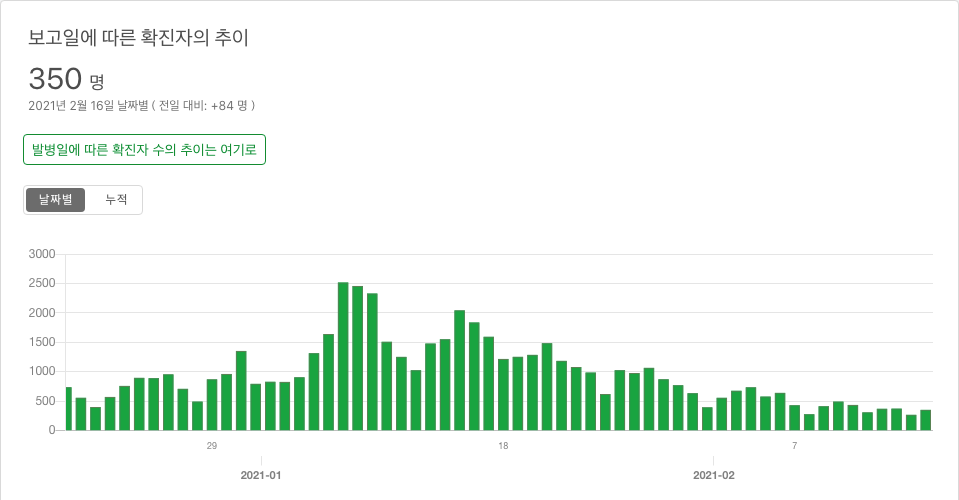 보고일에 따른 확진자의 추이
350 명
2021년 2월 16일 날짜별 ( 전일 대비: +84 명 )
발병일에 따른 확진자 수의 추이는 여기로
날짜별 누적
3000
2500
2000
1500
1000
500
0
29 18 7
2021-01 2021-02